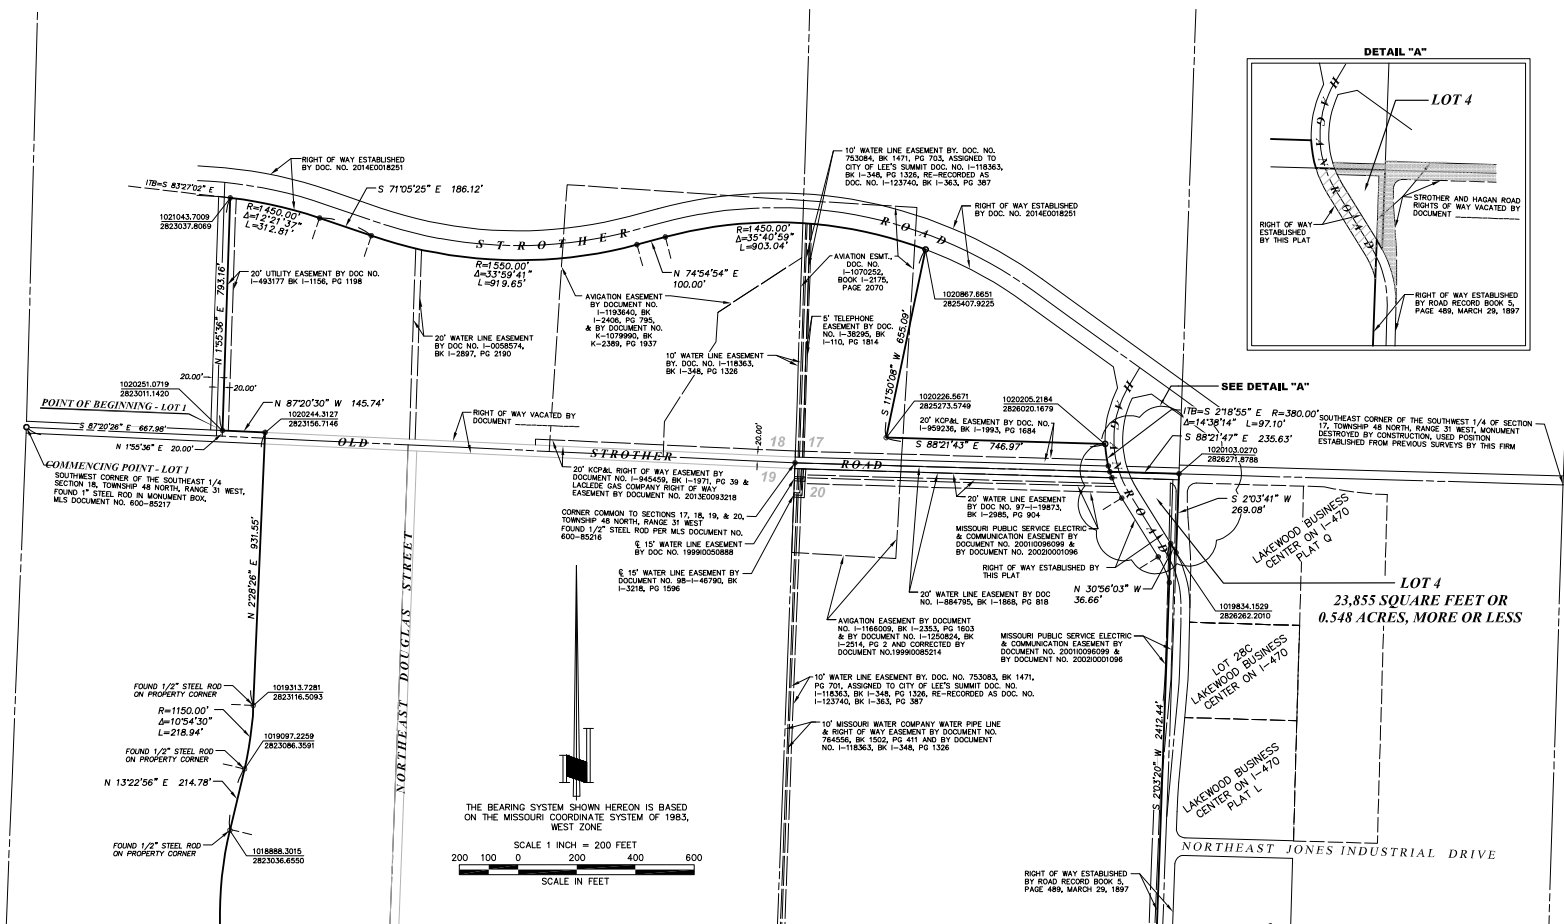 DETAIL "A"
LOT 4
HAGAN ROAD
STROTHER AND HAGAN ROAD
RIGHTS OF WAY VACATED BY
DOCUMENT
RIGHT OF WAY
ESTABLISHED
BY THIS PLAT
RIGHT OF WAY ESTABLISHED
BY ROAD RECORD BOOK 5,
PAGE 489, MARCH 29, 1897
RIGHT OF WAY ESTABLISHED
BY DOC. NO. 2014E0018251
ITB=S 83°27'02" E
S 71°05'25" E 186.12'
1021043.7009
2823037.8069
R=1450.00'
Δ=12°21'37"
L=312.81'
STROTHER ROAD
R=1550.00'
Δ=33°59'41"
L=919.65'
N 74°54'54" E
100.00'
R=1450.00'
Δ=35°40'59"
L=903.04'
10' WATER LINE EASEMENT BY. DOC. NO.
753084, BK 1471, PG 703, ASSIGNED TO
CITY OF LEE'S SUMMIT DOC. NO. I-118363,
BK I-348, PG 1326, RE-RECORDED AS
DOC. NO. I-123740, BK I-363, PG 387
RIGHT OF WAY ESTABLISHED
BY DOC. NO. 2014E0018251
AVIATION ESMT.,
DOC. NO.
I-1070252,
BOOK I-2175,
PAGE 2070
1020867.6651
2825407.9225
20' UTILITY EASEMENT BY DOC NO.
I-493177 BK I-1156, PG 1198
N 1°55'36" E 793.16'
AVIGATION EASEMENT
BY DOCUMENT NO.
I-1193640, BK
I-2406, PG 795,
& BY DOCUMENT NO.
K-1079990, BK
K-2389, PG 1937
5' TELEPHONE
EASEMENT BY DOC.
NO. I-38295, BK
I-110, PG 1814
S 11°50'08" W 655.09'
20' WATER LINE EASEMENT
BY DOC NO. I-0058574,
BK I-2897, PG 2190
10' WATER LINE EASEMENT
BY. DOC. NO. I-118363,
BK I-348, PG 1326
20.00'
20.00'
1020251.0719
2823011.1420
POINT OF BEGINNING - LOT 1
N 87°20'30" W 145.74'
1020244.3127
2823156.7146
S 87°20'26" E 667.98'
N 1°55'36" E 20.00'
RIGHT OF WAY VACATED BY
DOCUMENT
20.00'
18
17
19
20
OLD STROTHER ROAD
1020226.5671
2825273.5749
1020205.2184
2826020.1679
20' KCP&L EASEMENT BY DOC. NO.
I-959236, BK I-1993, PG 1684
S 88°21'43" E 746.97'
SEE DETAIL "A"
ITB=S 2°18'55" E R=380.00'
Δ=14°38'14" L=97.10'
S 88°21'47" E 235.63'
1020103.0270
2826271.8788
SOUTHEAST CORNER OF THE SOUTHWEST 1/4 OF SECTION
17, TOWNSHIP 48 NORTH, RANGE 31 WEST, MONUMENT
DESTROYED BY CONSTRUCTION, USED POSITION
ESTABLISHED FROM PREVIOUS SURVEYS BY THIS FIRM
HAGAN ROAD
COMMENCING POINT - LOT 1
SOUTHWEST CORNER OF THE SOUTHEAST 1/4
SECTION 18, TOWNSHIP 48 NORTH, RANGE 31 WEST,
FOUND 1" STEEL ROD IN MONUMENT BOX,
MLS DOCUMENT NO. 600-85217
20' KCP&L RIGHT OF WAY EASEMENT BY
DOCUMENT NO. I-945459, BK I-1971, PG 39 &
LACLEDE GAS COMPANY RIGHT OF WAY
EASEMENT BY DOCUMENT NO. 2013E0093218
CORNER COMMON TO SECTIONS 17, 18, 19, & 20,
TOWNSHIP 48 NORTH, RANGE 31 WEST
FOUND 1/2" STEEL ROD PER MLS DOCUMENT NO.
600-85216
℄ 15' WATER LINE EASEMENT
BY DOC NO. 1999I0050888
℄ 15' WATER LINE EASEMENT BY
DOCUMENT NO. 98-I-46790, BK
I-3218, PG 1596
20' WATER LINE EASEMENT
BY DOC NO. 97-I-19873,
BK I-2985, PG 904
MISSOURI PUBLIC SERVICE ELECTRIC
& COMMUNICATION EASEMENT BY
DOCUMENT NO. 2001I0096099 &
BY DOCUMENT NO. 2002I0001096
RIGHT OF WAY ESTABLISHED BY
THIS PLAT
N 30°56'03" W
36.66'
20' WATER LINE EASEMENT BY DOC
NO. I-884795, BK I-1868, PG 818
S 2°03'41" W
269.08'
LAKEWOOD BUSINESS
CENTER ON I-470
PLAT Q
LOT 4
23,855 SQUARE FEET OR
0.548 ACRES, MORE OR LESS
1019834.1529
2826262.2010
AVIGATION EASEMENT BY DOCUMENT
NO. I-1166009, BK I-2353, PG 1603
& BY DOCUMENT NO. I-1250824, BK
I-2514, PG 2 AND CORRECTED BY
DOCUMENT NO.1999I0085214
MISSOURI PUBLIC SERVICE ELECTRIC
& COMMUNICATION EASEMENT BY
DOCUMENT NO. 2001I0096099 &
BY DOCUMENT NO. 2002I0001096
LOT 28C
LAKEWOOD BUSINESS
CENTER ON I-470
N 2°28'26" E 931.55'
NORTHEAST DOUGLAS STREET
FOUND 1/2" STEEL ROD
ON PROPERTY CORNER
1019313.7281
2823116.5093
R=1150.00'
Δ=10°54'30"
L=218.94'
10' WATER LINE EASEMENT BY. DOC. NO. 753083, BK 1471,
PG 701, ASSIGNED TO CITY OF LEE'S SUMMIT DOC. NO.
I-118363, BK I-348, PG 1326, RE-RECORDED AS DOC. NO.
I-123740, BK I-363, PG 387
10' MISSOURI WATER COMPANY WATER PIPE LINE
& RIGHT OF WAY EASEMENT BY DOCUMENT NO.
764556, BK 1502, PG 411 AND BY DOCUMENT
NO. I-118363, BK I-348, PG 1326
S 2°03'20" W 2412.44'
1019097.2259
2823086.3591
FOUND 1/2" STEEL ROD
ON PROPERTY CORNER
N 13°22'56" E 214.78'
LAKEWOOD BUSINESS
CENTER ON I-470
PLAT L
THE BEARING SYSTEM SHOWN HEREON IS BASED
ON THE MISSOURI COORDINATE SYSTEM OF 1983,
WEST ZONE
SCALE 1 INCH = 200 FEET
200 100 0 200 400 600
SCALE IN FEET
FOUND 1/2" STEEL ROD
ON PROPERTY CORNER
1018888.3015
2823036.6550
NORTHEAST JONES INDUSTRIAL DRIVE
RIGHT OF WAY ESTABLISHED
BY ROAD RECORD BOOK 5,
PAGE 489, MARCH 29, 1897